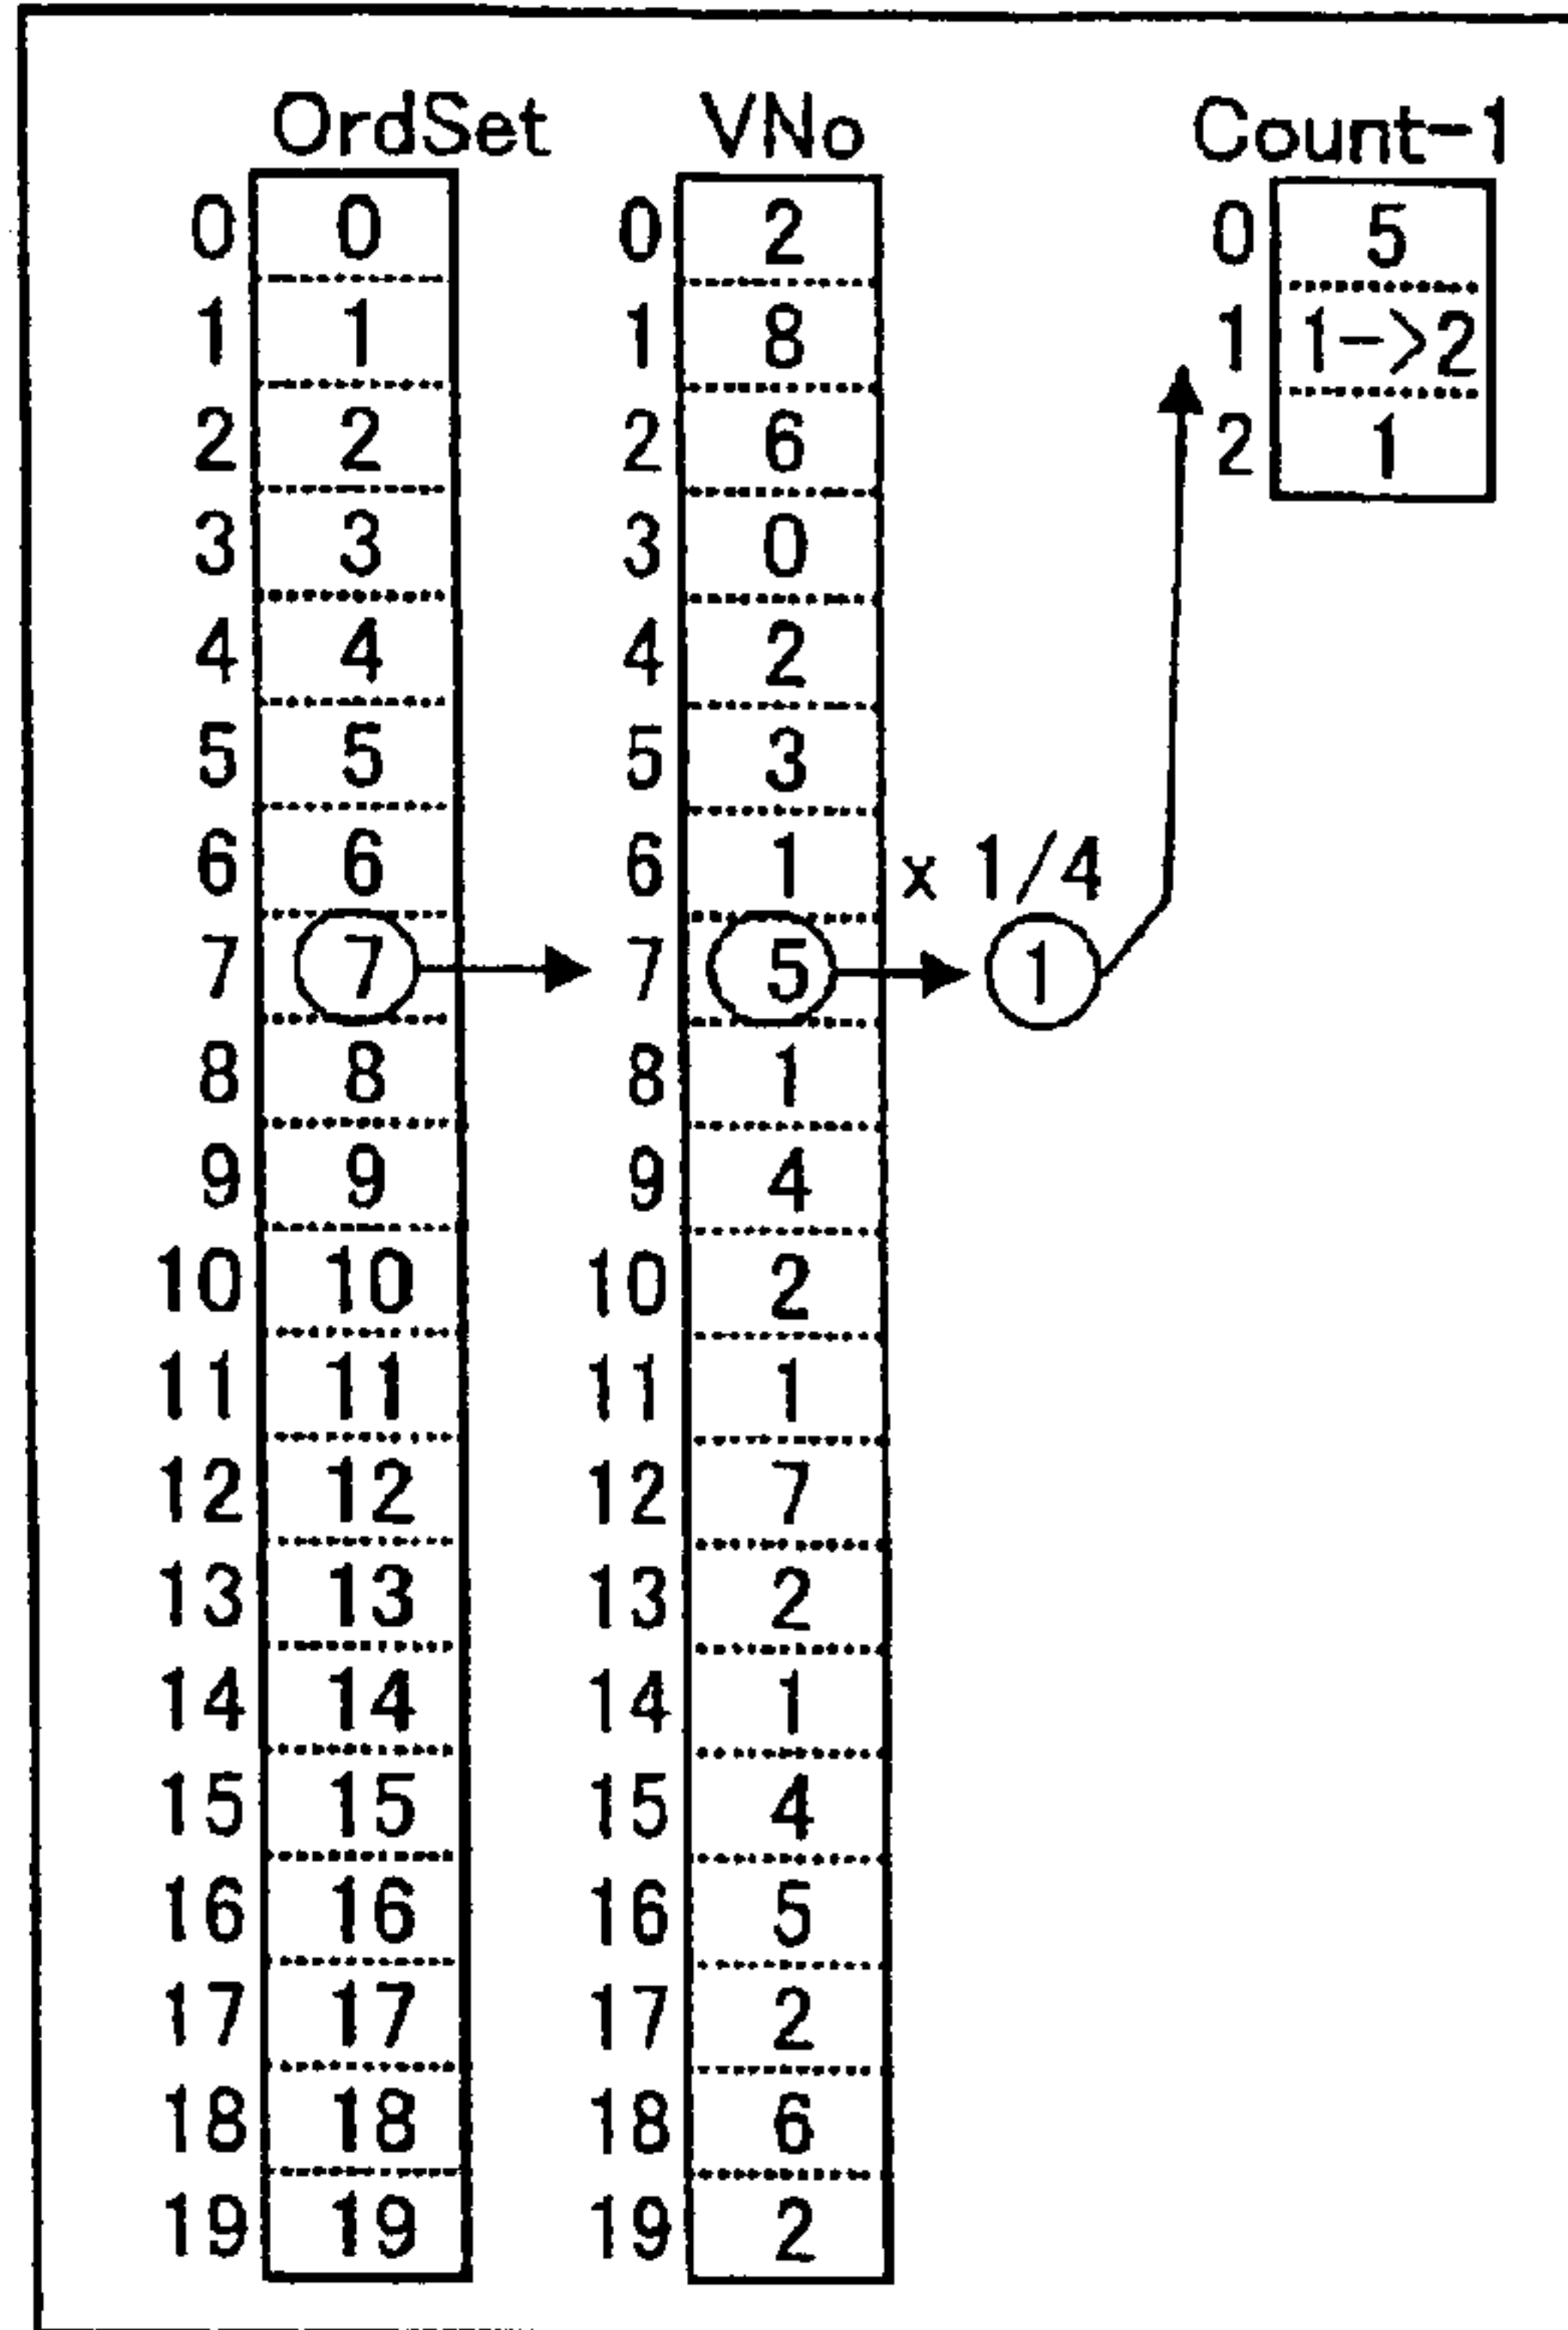 OrdSet VNo Count-1
0 0 0 2 0 5
1 1 1 8 1 1->2
2 2 2 6 2 1
3 3 3 0
4 4 4 2
5 5 5 3
6 6 6 1 x 1/4
7 7 7 5 1
8 8 8 1
9 9 9 4
10 10 10 2
11 11 11 1
12 12 12 7
13 13 13 2
14 14 14 1
15 15 15 4
16 16 16 5
17 17 17 2
18 18 18 6
19 19 19 2